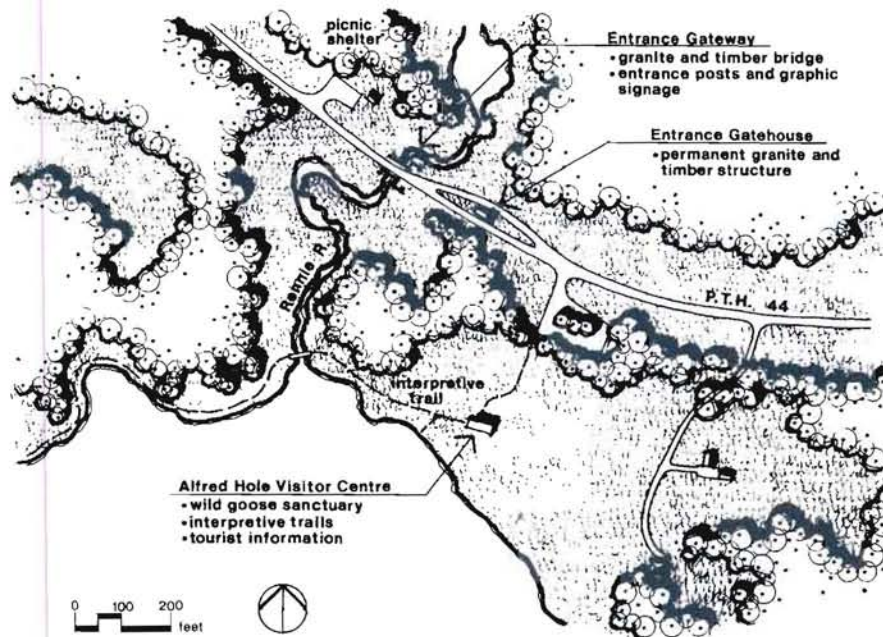 picnic
shelter
Entrance Gateway
• granite and timber bridge
• entrance posts and graphic
signage
Entrance Gatehouse
• permanent granite and
timber structure
Rennie R.
P.T.H. 44
interpretive
trail
Alfred Hole Visitor Centre
• wild goose sanctuary
• interpretive trails
• tourist information
0 100 200
feet